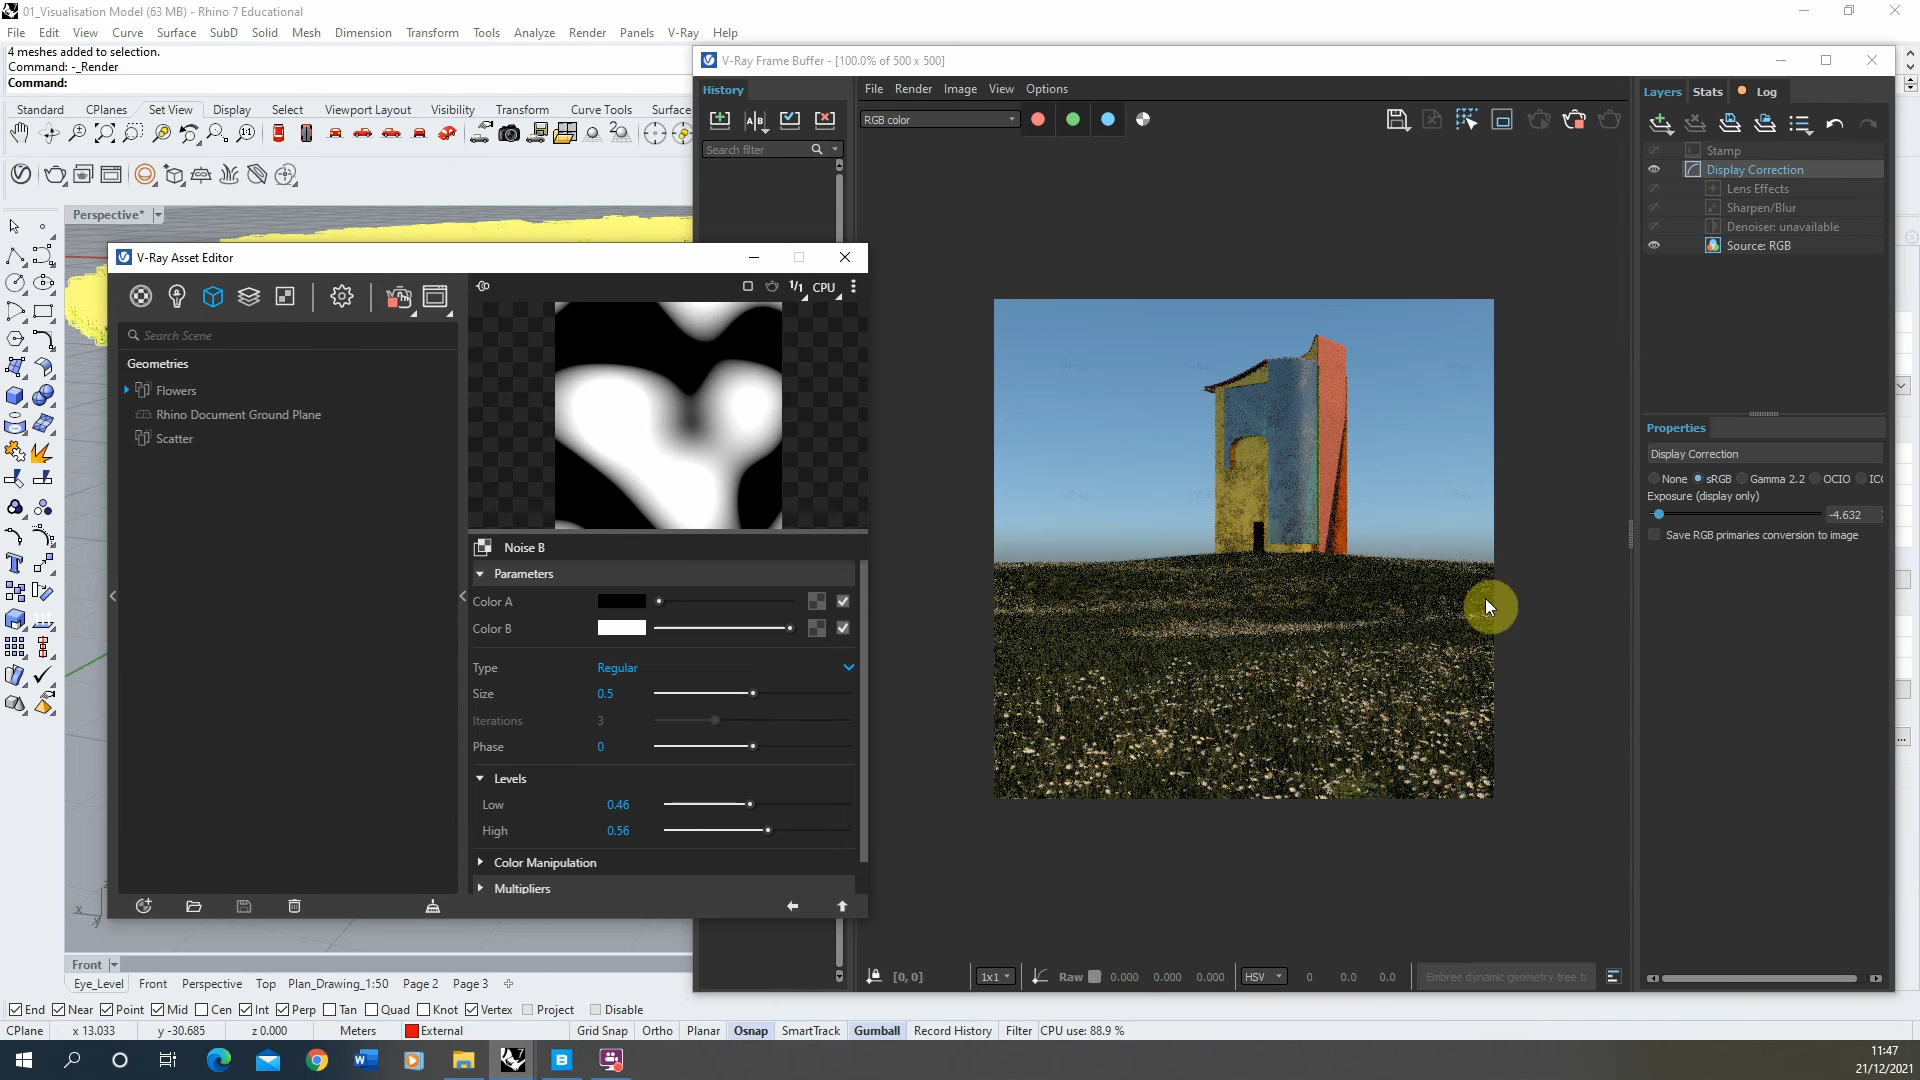 01_Visualisation Model (63 MB) - Rhino 7 Educational
File Edit View Curve Surface SubD Solid Mesh Dimension Transform Tools Analyze Render Panels V-Ray Help
4 meshes added to selection.
Command: -_Render
Command:
Standard CPlanes Set View Display Select Viewport Layout Visibility Transform Curve Tools Surface
Perspective*
V-Ray Frame Buffer - [100.0% of 500 x 500]
History
File Render Image View Options
RGB color
Search filter
Layers Stats Log
Stamp
Display Correction
Lens Effects
Sharpen/Blur
Denoiser: unavailable
Source: RGB
Properties
Display Correction
None sRGB Gamma 2.2 OCIO ICC
Exposure (display only)
-4.632
Save RGB primaries conversion to image
V-Ray Asset Editor
1/1 CPU
Search Scene
Geometries
Flowers
Rhino Document Ground Plane
Scatter
Noise B
Parameters
Color A
Color B
Type Regular
Size 0.5
Iterations 3
Phase 0
Levels
Low 0.46
High 0.56
Color Manipulation
Multipliers
[0, 0] 1x1 Raw 0.000 0.000 0.000 HSV 0 0.0 0.0 Embree dynamic geometry tree ta
Front
Eye_Level Front Perspective Top Plan_Drawing_1:50 Page 2 Page 3
End Near Point Mid Cen Int Perp Tan Quad Knot Vertex Project Disable
CPlane x 13.033 y -30.685 z 0.000 Meters External Grid Snap Ortho Planar Osnap SmartTrack Gumball Record History Filter CPU use: 88.9 %
11:47
21/12/2021